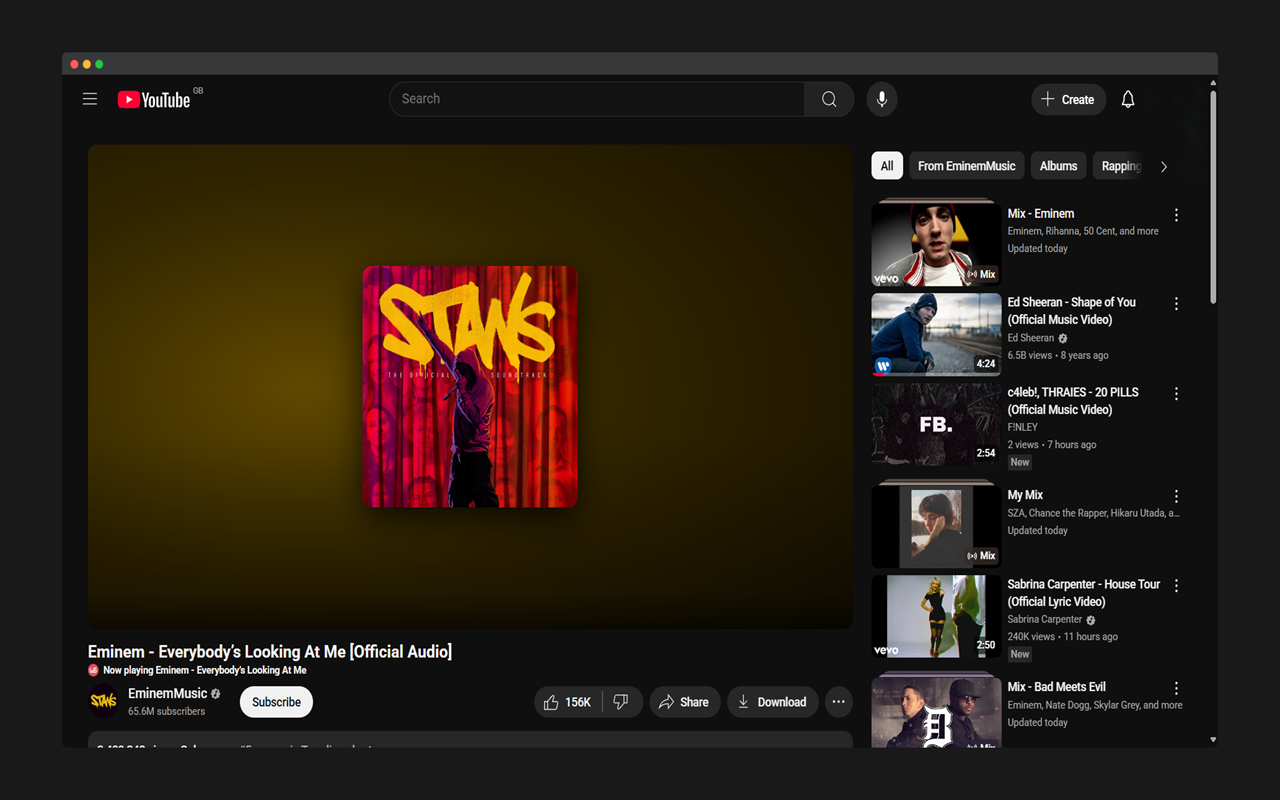 YouTube GB
Search
Create
STANS
THE OFFICIAL SOUNDTRACK
Eminem - Everybody's Looking At Me [Official Audio]
Now playing Eminem - Everybody's Looking At Me
STANS
EminemMusic
65.6M subscribers
Subscribe
156K
Share
Download
All
From EminemMusic
Albums
Rapping
vevo
Mix
Mix - Eminem
Eminem, Rihanna, 50 Cent, and more
Updated today
4:24
Ed Sheeran - Shape of You
(Official Music Video)
Ed Sheeran
6.5B views • 8 years ago
FB.
2:54
c4leb!, THRAIES - 20 PILLS
(Official Music Video)
F!NLEY
2 views • 7 hours ago
New
Mix
My Mix
SZA, Chance the Rapper, Hikaru Utada, a...
Updated today
vevo
2:50
Sabrina Carpenter - House Tour
(Official Lyric Video)
Sabrina Carpenter
240K views • 11 hours ago
New
Mix
Mix - Bad Meets Evil
Eminem, Nate Dogg, Skylar Grey, and more
Updated today